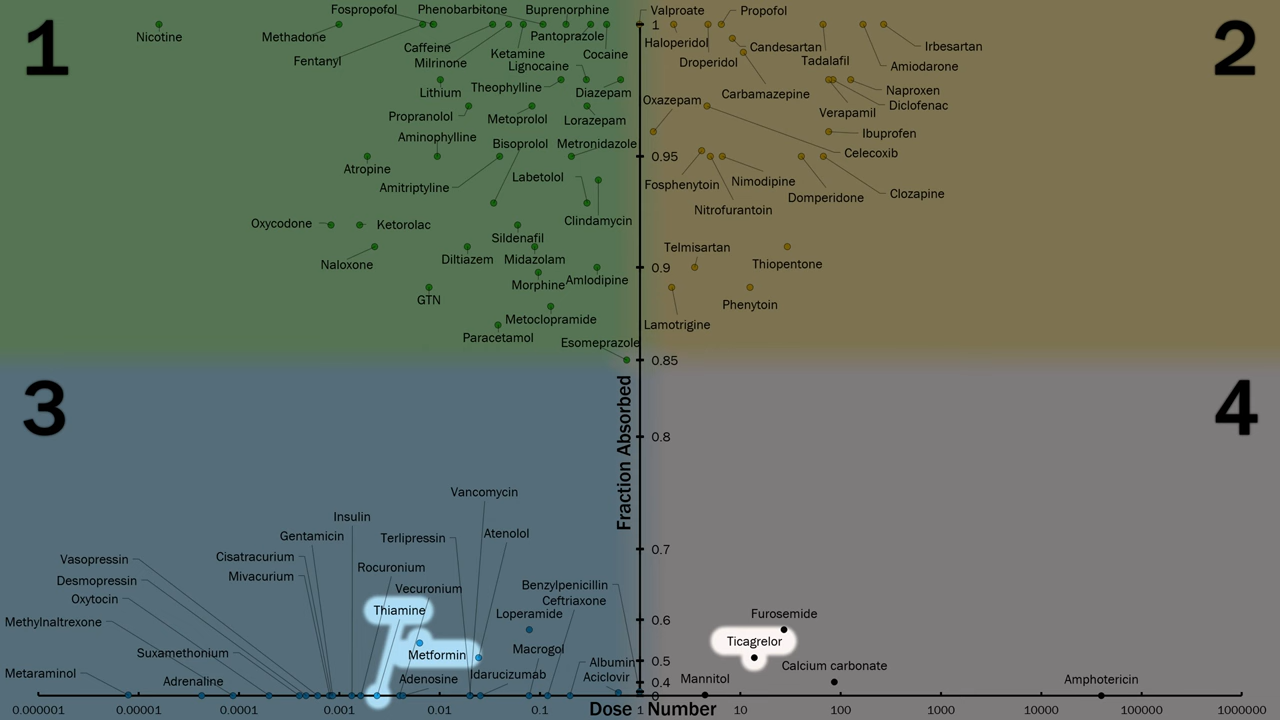 1
2
3
4
Fospropofol
Phenobarbitone
Buprenorphine
Valproate
Propofol
Nicotine
Methadone
Fentanyl
Caffeine
Milrinone
Ketamine
Pantoprazole
Cocaine
Lignocaine
1
Haloperidol
Droperidol
Candesartan
Tadalafil
Irbesartan
Amiodarone
Lithium
Theophylline
Diazepam
Carbamazepine
Naproxen
Diclofenac
Verapamil
Propranolol
Metoprolol
Lorazepam
Oxazepam
Aminophylline
Bisoprolol
Metronidazole
Ibuprofen
Celecoxib
0.95
Atropine
Amitriptyline
Labetolol
Clindamycin
Fosphenytoin
Nimodipine
Nitrofurantoin
Domperidone
Clozapine
Oxycodone
Ketorolac
Sildenafil
Naloxone
Diltiazem
Midazolam
Telmisartan
Thiopentone
0.9
GTN
Morphine
Amlodipine
Phenytoin
Metoclopramide
Paracetamol
Esomeprazole
Lamotrigine
0.85
Fraction Absorbed
0.8
0.7
0.6
0.5
0.4
0
Vancomycin
Insulin
Gentamicin
Terlipressin
Atenolol
Vasopressin
Cisatracurium
Rocuronium
Desmopressin
Mivacurium
Vecuronium
Benzylpenicillin
Oxytocin
Thiamine
Ceftriaxone
Loperamide
Furosemide
Methylnaltrexone
Suxamethonium
Metformin
Macrogol
Ticagrelor
Albumin
Calcium carbonate
Metaraminol
Adrenaline
Adenosine
Idarucizumab
Aciclovir
Mannitol
Amphotericin
0.000001
0.00001
0.0001
0.001
0.01
0.1
1
10
100
1000
10000
100000
1000000
Dose Number